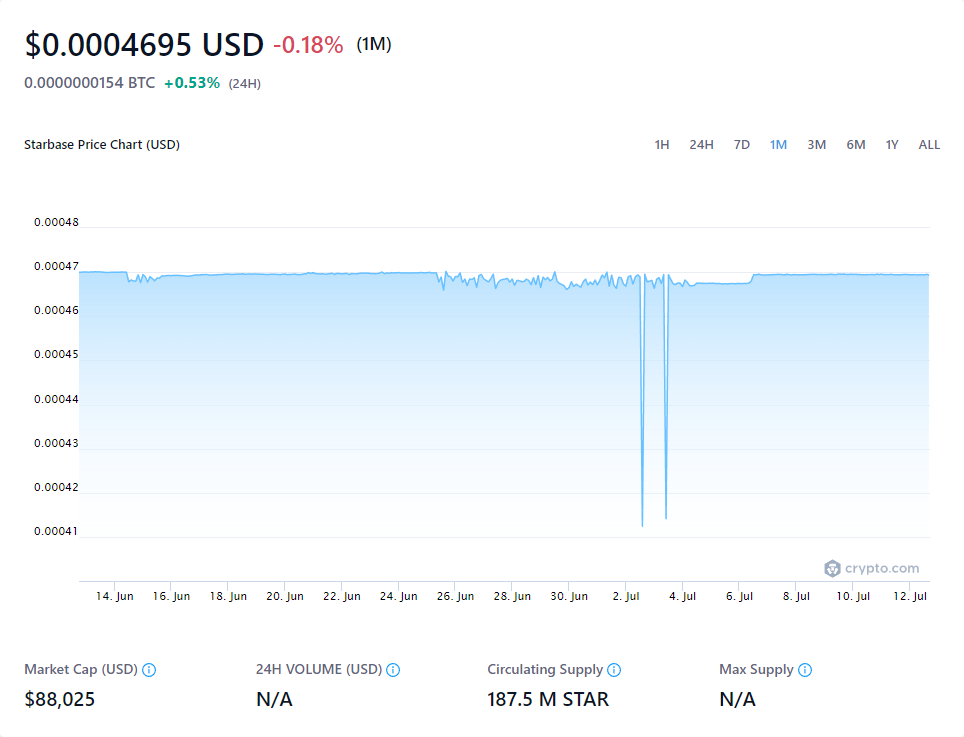 $0.0004695 USD -0.18% (1M)
0.0000000154 BTC +0.53% (24H)
Starbase Price Chart (USD) 1H 24H 7D 1M 3M 6M 1Y ALL
0.00048
0.00047
0.00046
0.00045
0.00044
0.00043
0.00042
0.00041
crypto.com
14. Jun 16. Jun 18. Jun 20. Jun 22. Jun 24. Jun 26. Jun 28. Jun 30. Jun 2. Jul 4. Jul 6. Jul 8. Jul 10. Jul 12. Jul
Market Cap (USD) 24H VOLUME (USD) Circulating Supply Max Supply
$88,025 N/A 187.5 M STAR N/A